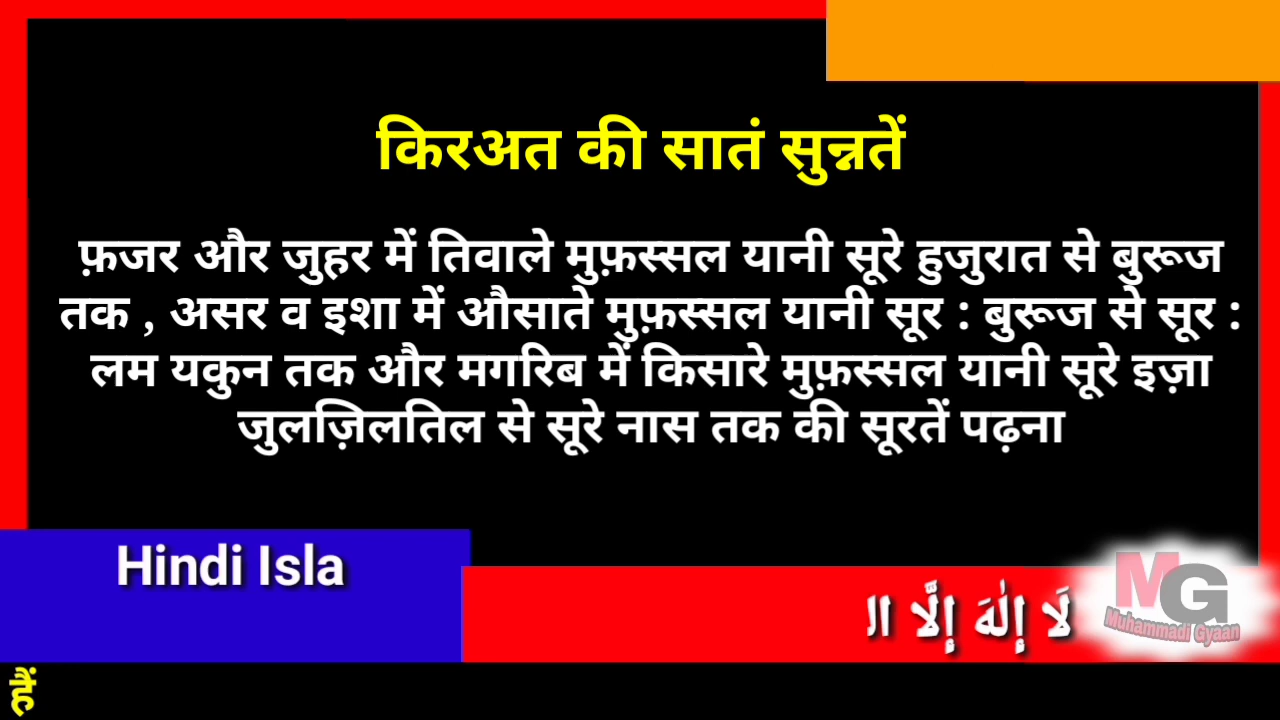 किरअत की सातं सुन्नतें
फ़जर और जुहर में तिवाले मुफ़स्सल यानी सूरे हुजुरात से बुरूज
तक , असर व इशा में औसाते मुफ़स्सल यानी सूर : बुरूज से सूर :
लम यकुन तक और मगरिब में किसारे मुफ़स्सल यानी सूरे इज़ा
जुलज़िलतिल से सूरे नास तक की सूरतें पढ़ना
Hindi Isla
لَا إِلٰهَ إِلَّا ال
MG
Muhammadi Gyaan